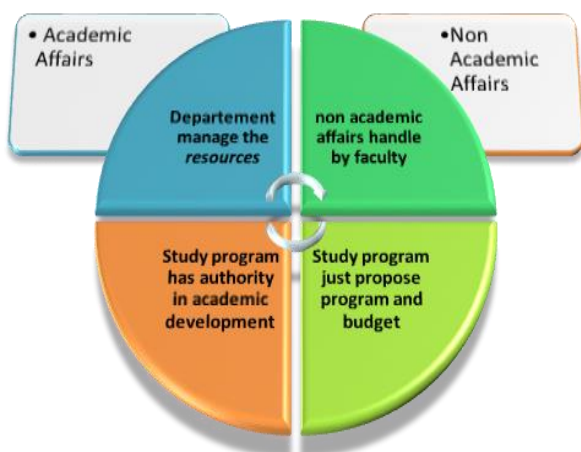 • Academic
Affairs
•Non
Academic
Affairs
Departement
manage the
resources
non academic
affairs handle
by faculty
Study program
has authority
in academic
development
Study program
just propose
program and
budget